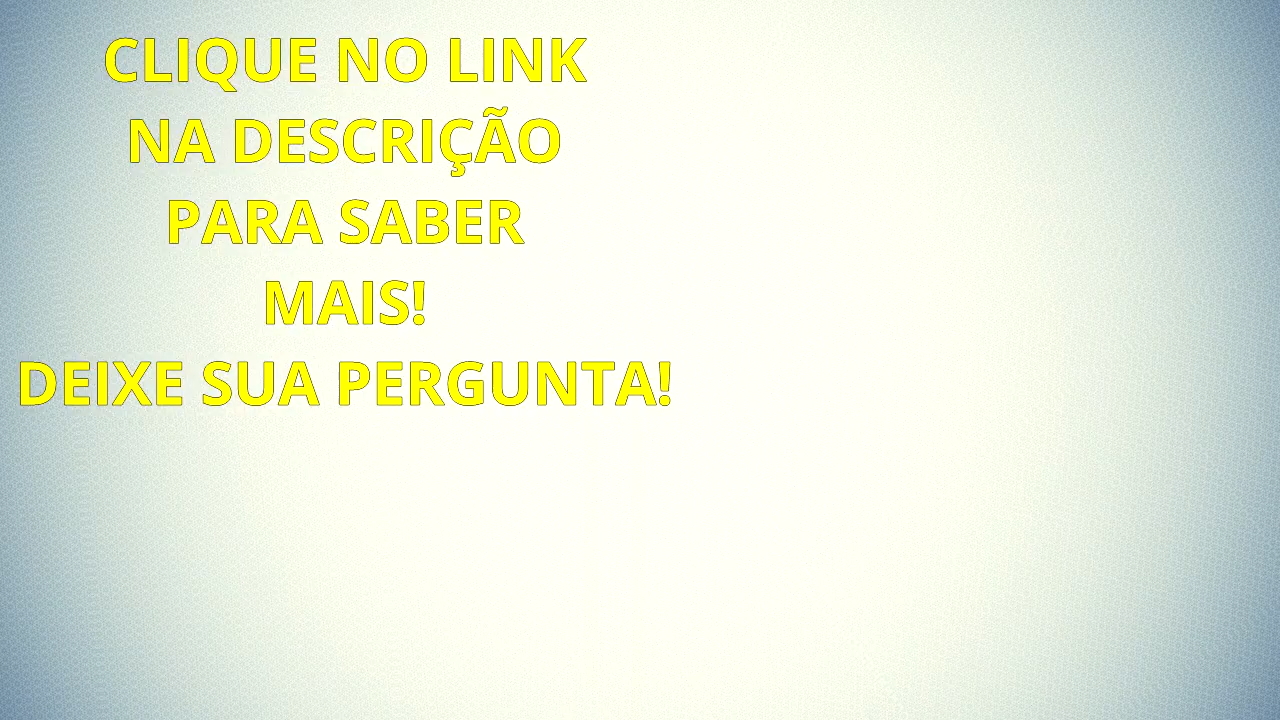 CLIQUE NO LINK
NA DESCRIÇÃO
PARA SABER
MAIS!
DEIXE SUA PERGUNTA!